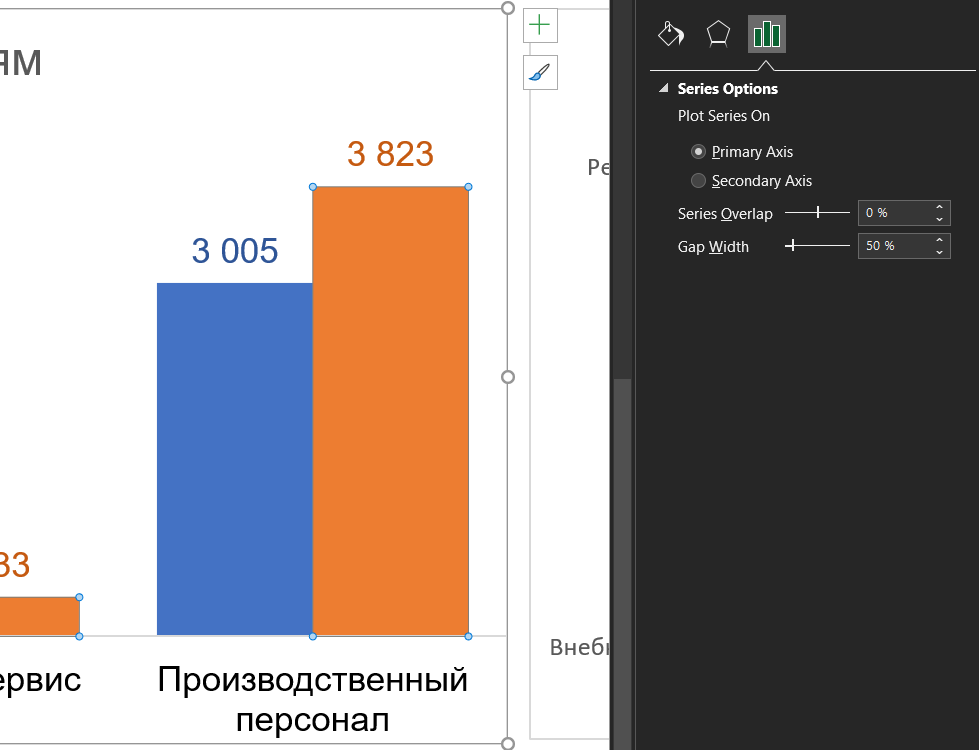 ЯМ
3 823
3 005
33
ервис
Производственный
персонал
Ре
Внебю
Series Options
Plot Series On
Primary Axis
Secondary Axis
Series Overlap 0 %
Gap Width 50 %